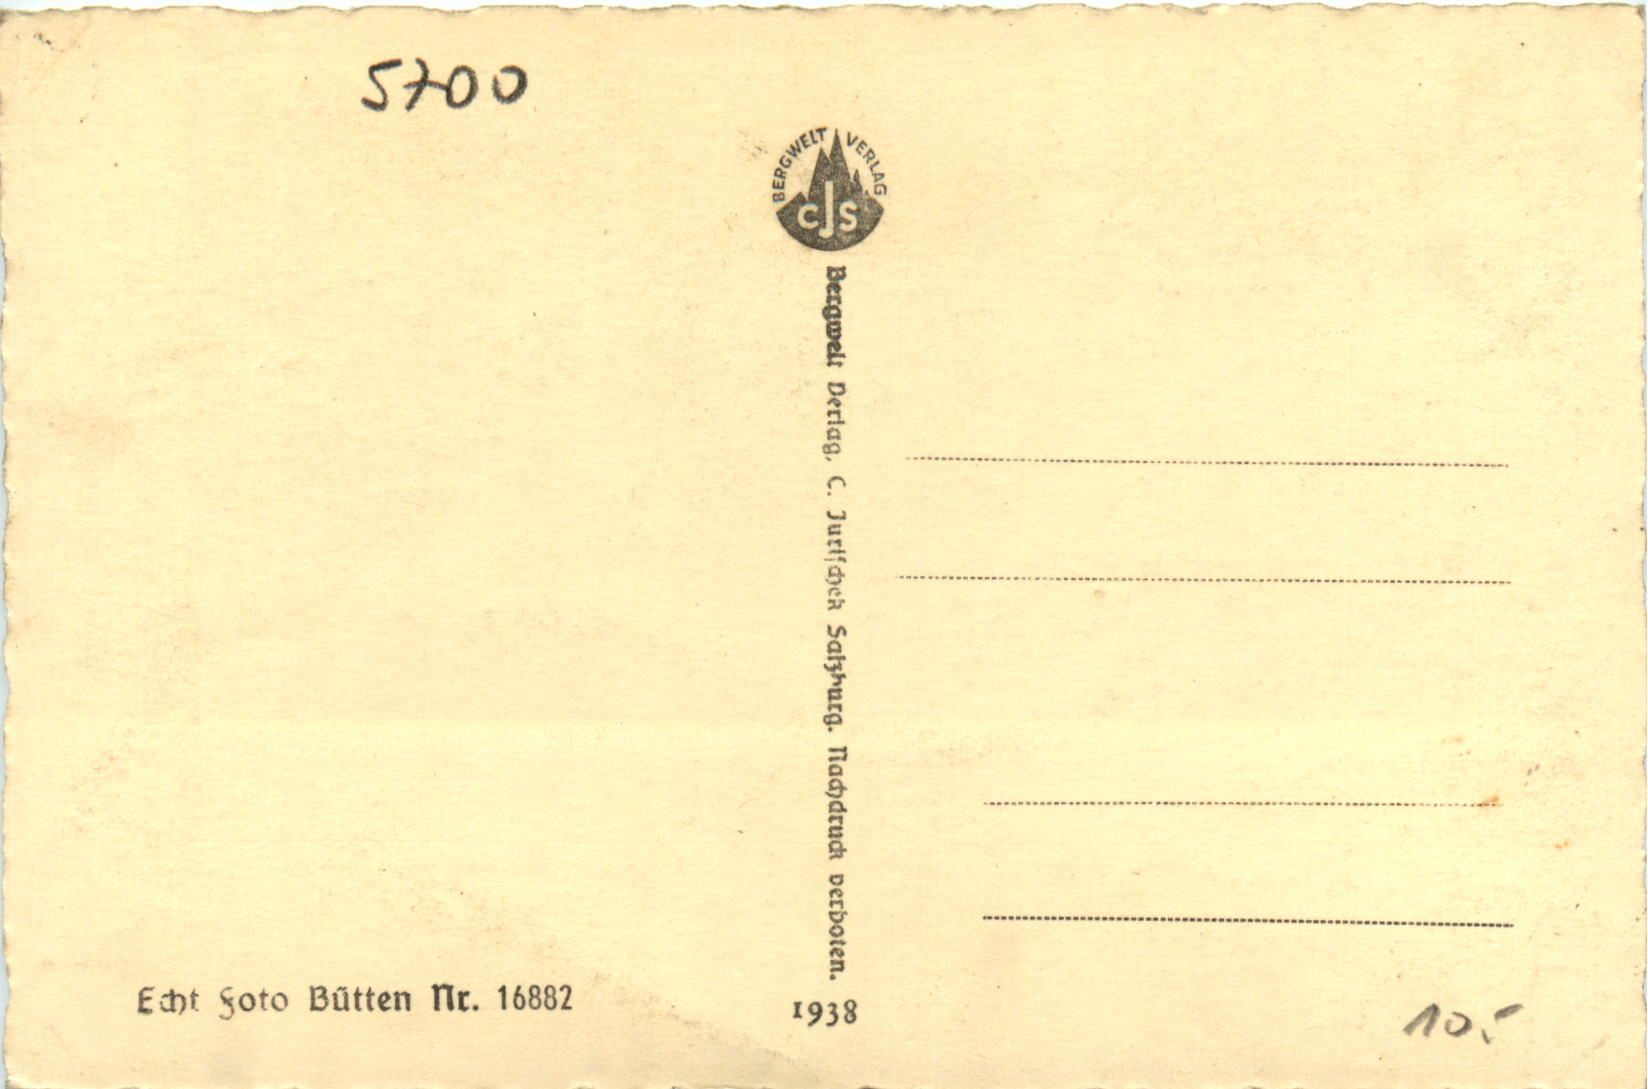 5700
BERGWELT VERLAG
CJS
Bergwelt Verlag, C. Jurischek Salzburg. Nachdruck verboten.
Echt Foto Bütten Nr. 16882
1938
10.-